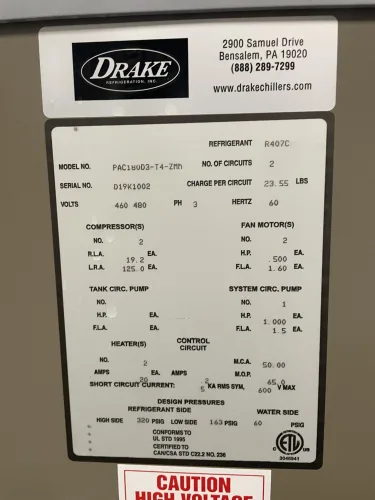 DRAKE
REFRIGERATION, INC.
2900 Samuel Drive
Bensalem, PA 19020
(888) 289-7299
www.drakechillers.com
REFRIGERANT R407C
MODEL NO. PAC180D3-T4-ZMh NO. OF CIRCUITS 2
SERIAL NO. D19K1002 CHARGE PER CIRCUIT 23.55 LBS
VOLTS 460 480 PH 3 HERTZ 60
COMPRESSOR(S) FAN MOTOR(S)
NO. 2 NO. 2
R.L.A. 19.2 EA. H.P. .500 EA.
L.R.A. 125.0 EA. F.L.A. 1.60 EA.
TANK CIRC. PUMP SYSTEM CIRC. PUMP
NO. NO. 1
H.P. EA. H.P. 1.000 EA.
F.L.A. EA. F.L.A. 1.5 EA.
HEATER(S) CONTROL CIRCUIT
NO. 2 M.C.A. 50.00
AMPS 20 EA. AMPS .2 M.O.P. 65.0
SHORT CIRCUIT CURRENT: 5 KA RMS SYM, 600 V MAX
DESIGN PRESSURES
REFRIGERANT SIDE WATER SIDE
HIGH SIDE 320 PSIG LOW SIDE 163 PSIG 60 PSIG
CONFORMS TO
UL STD 1995
CERTIFIED TO
CAN/CSA STD C22.2 NO. 236
ETL
CAUTION
HIGH VOLTAGE